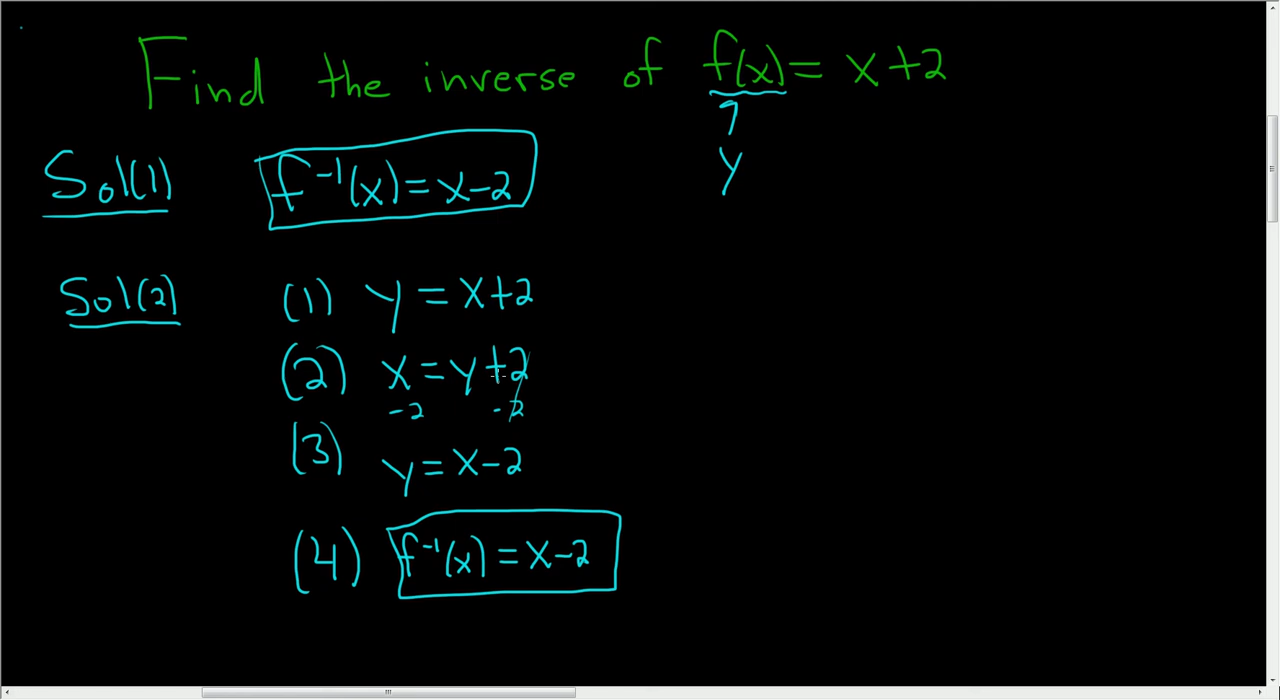 Find the inverse of f(x) = x+2
y
Sol(1) f⁻¹(x) = x-2
Sol(2) (1) y = x+2
(2) x = y+2
-2 -2
(3) y = x-2
(4) f⁻¹(x) = x-2